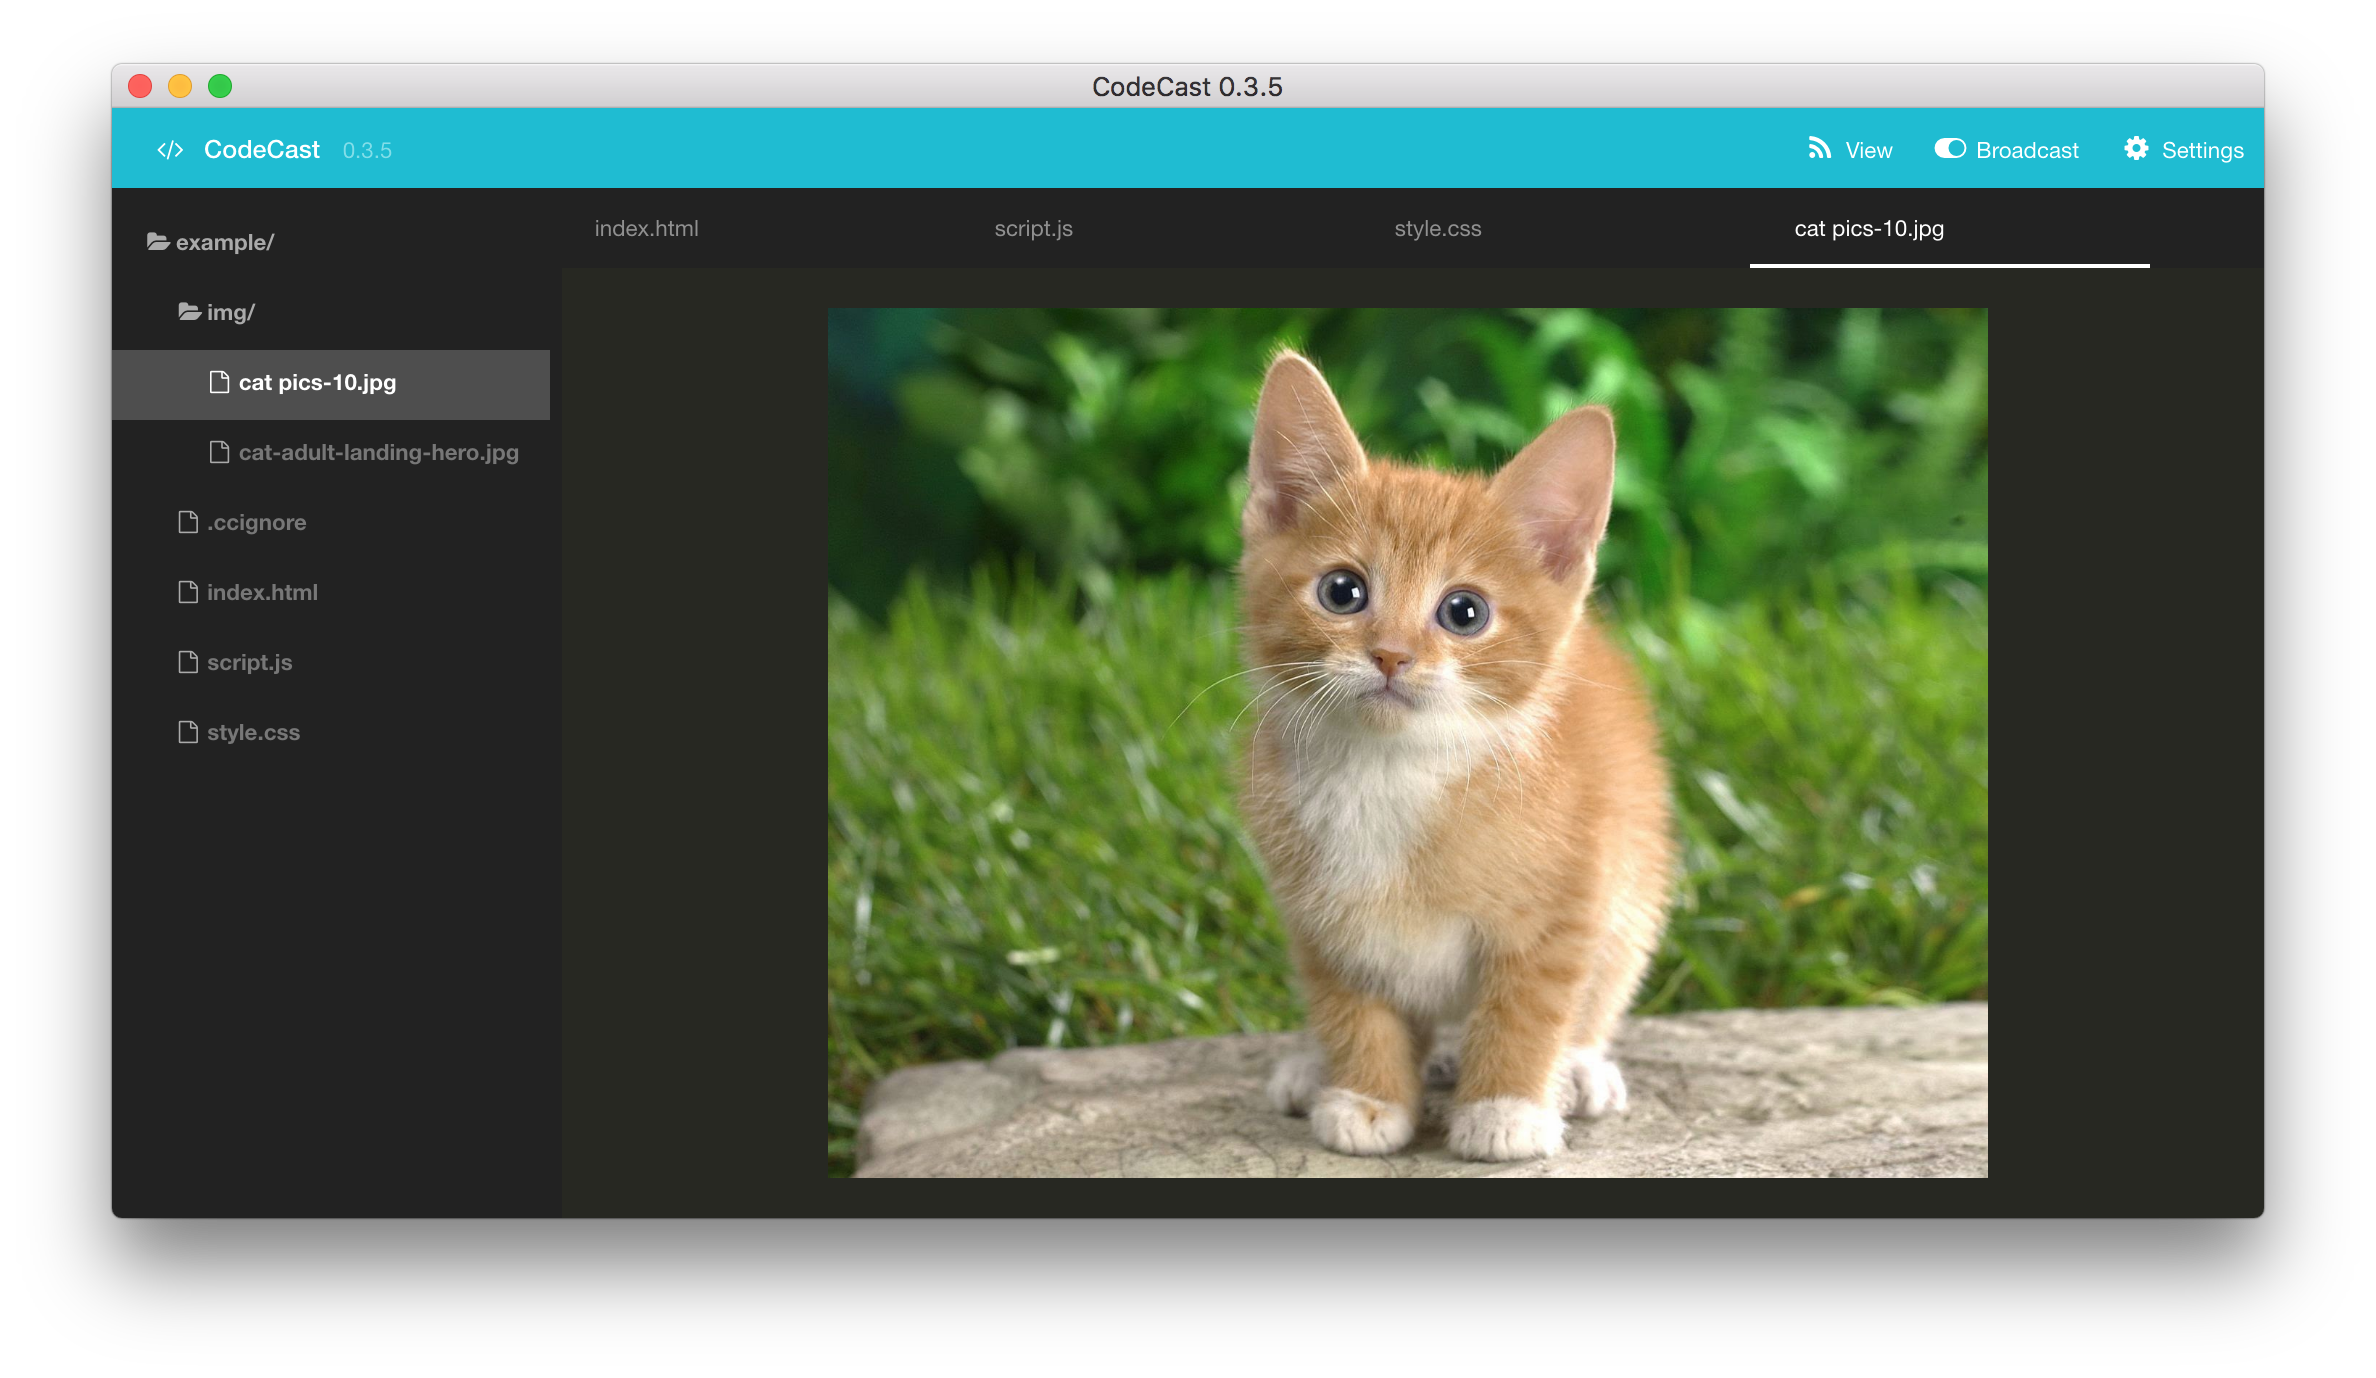 CodeCast 0.3.5
</> CodeCast 0.3.5 View Broadcast Settings
index.html script.js style.css cat pics-10.jpg
example/
img/
cat pics-10.jpg
cat-adult-landing-hero.jpg
.ccignore
index.html
script.js
style.css